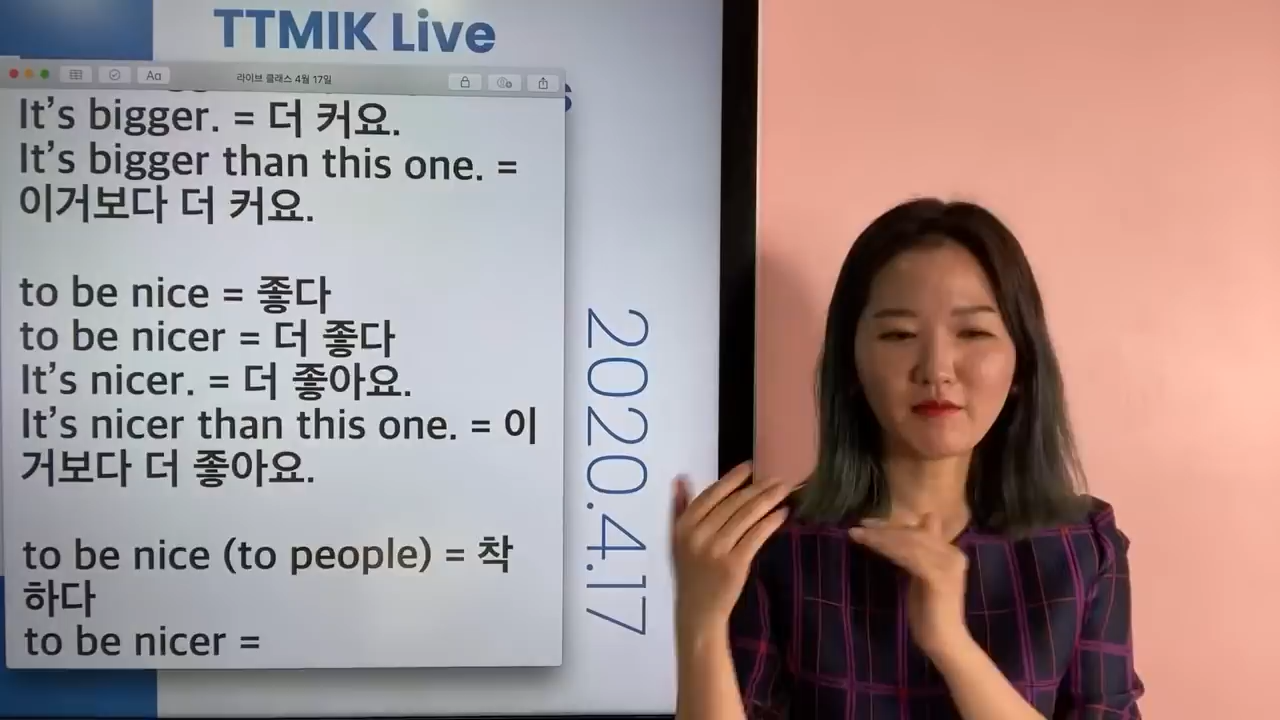 TTMIK Live
Aa
라이브 클래스 4월 17일
s
It's bigger. = 더 커요.
It's bigger than this one. =
이거보다 더 커요.
to be nice = 좋다
to be nicer = 더 좋다
It's nicer. = 더 좋아요.
It's nicer than this one. = 이
거보다 더 좋아요.
to be nice (to people) = 착
하다
to be nicer =
2020.4.17